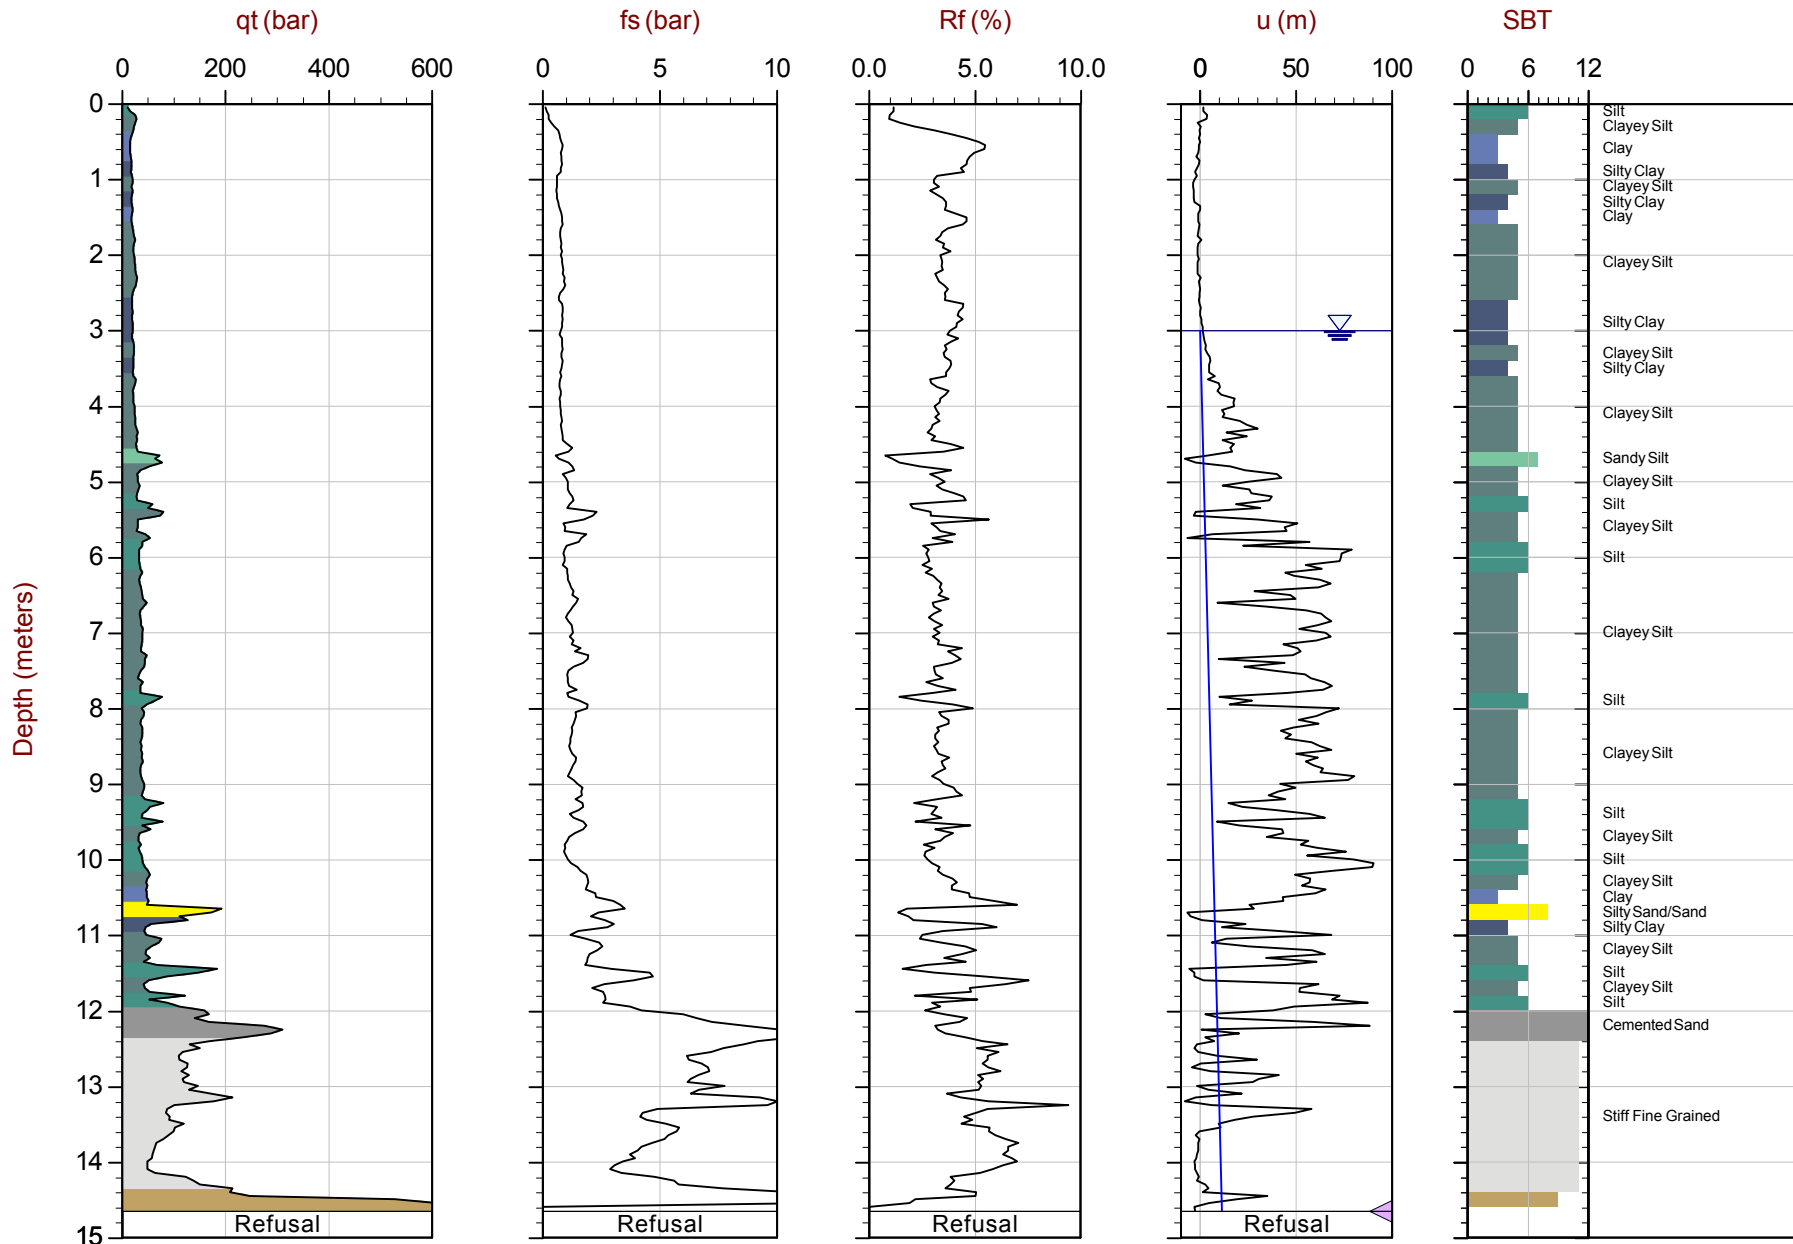 qt (bar) fs (bar) Rf (%) u (m) SBT
0 200 400 600 0 5 10 0.0 5.0 10.0 0 50 100 0 6 12
Depth (meters)
0
Silt
Clayey Silt
Clay
Silty Clay
1
Clayey Silt
Silty Clay
Clay
2
Clayey Silt
Silty Clay
3
Clayey Silt
Silty Clay
4
Clayey Silt
Sandy Silt
5
Clayey Silt
Silt
Clayey Silt
6
Silt
7
Clayey Silt
Silt
8
Clayey Silt
9
Silt
Clayey Silt
10
Silt
Clayey Silt
Clay
Silty Sand/Sand
Silty Clay
11
Clayey Silt
Silt
Clayey Silt
Silt
12
Cemented Sand
13
Stiff Fine Grained
14
Refusal Refusal Refusal
15